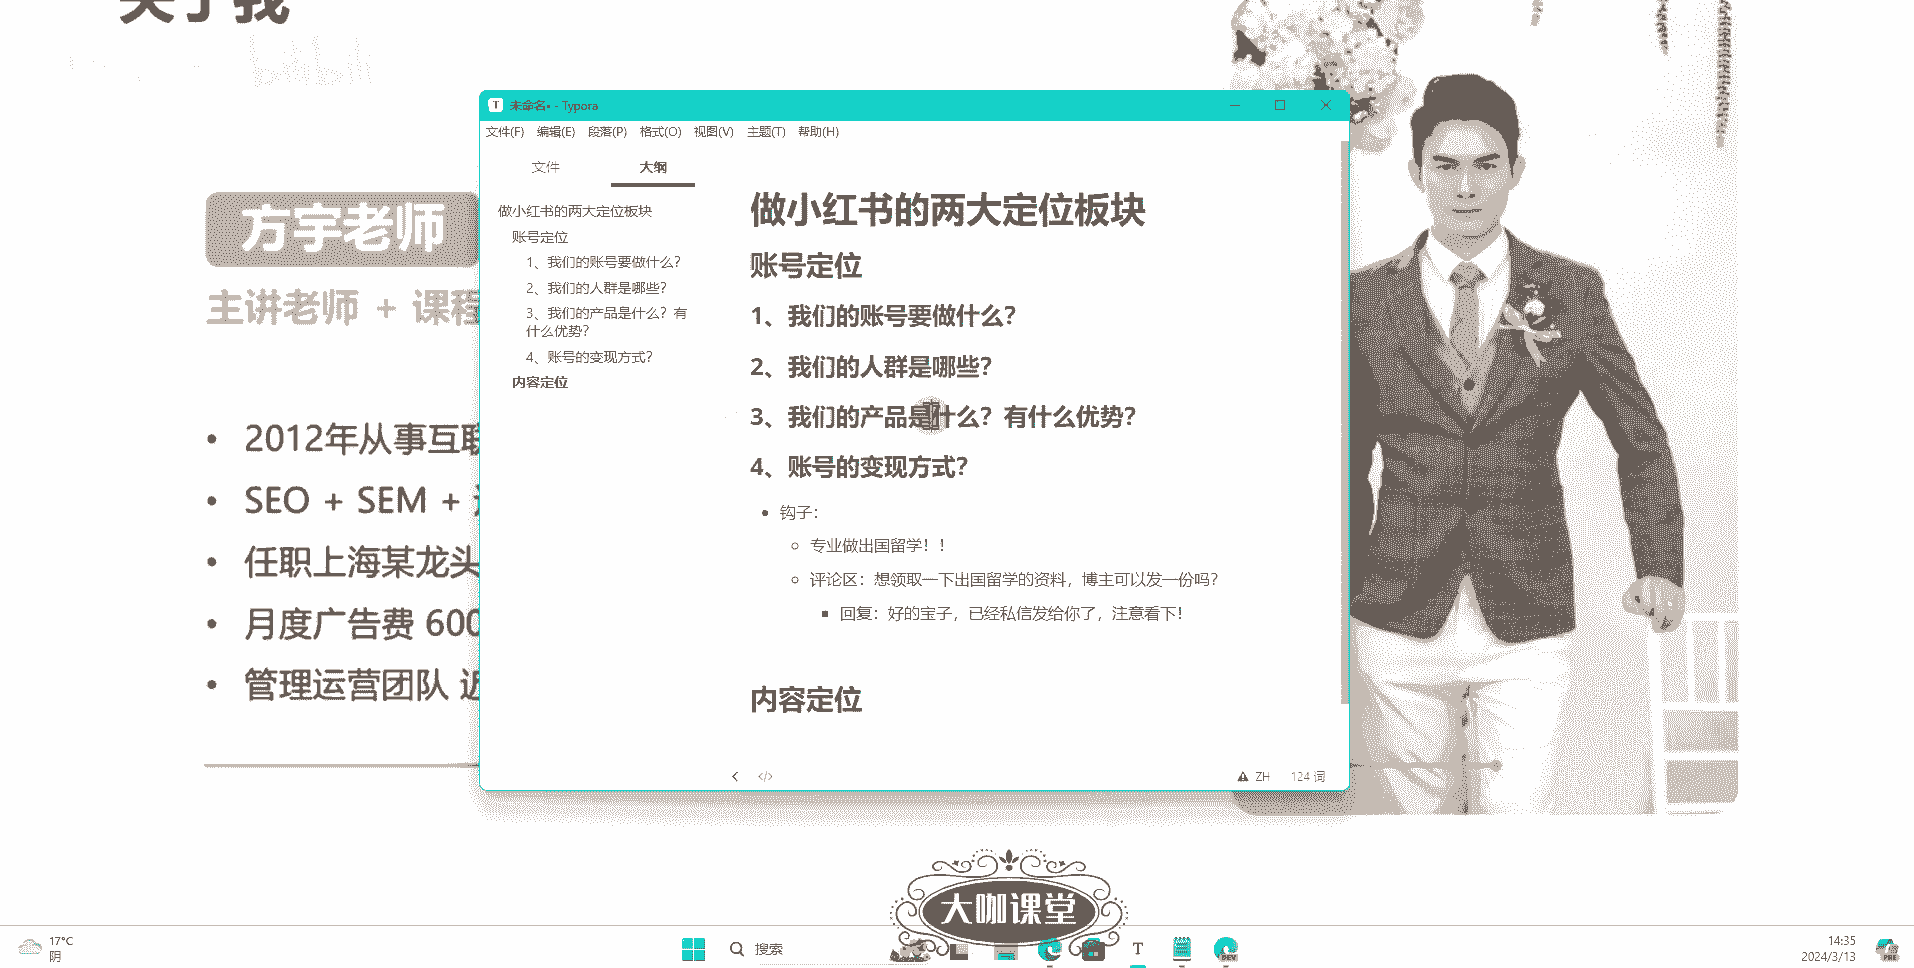 关于我
bilibili
未命名• - Typora
文件(F) 编辑(E) 段落(P) 格式(O) 视图(V) 主题(T) 帮助(H)
文件 大纲
做小红书的两大定位板块
账号定位
1、我们的账号要做什么？
2、我们的人群是哪些？
3、我们的产品是什么？有
什么优势？
4、账号的变现方式？
内容定位
做小红书的两大定位板块
账号定位
1、我们的账号要做什么？
2、我们的人群是哪些？
3、我们的产品是什么？有什么优势？
4、账号的变现方式？
钩子：
专业做出国留学！！
评论区：想领取一下出国留学的资料，博主可以发一份吗？
回复：好的宝子，已经私信发给你了，注意看下！
内容定位
ZH 124 词
方宇老师
主讲老师 + 课程
• 2012年从事互联
• SEO + SEM +
• 任职上海某龙头
• 月度广告费 600
• 管理运营团队 近
大咖课堂
17°C
阴
搜索
T
DEV
14:35
2024/3/13
PRE